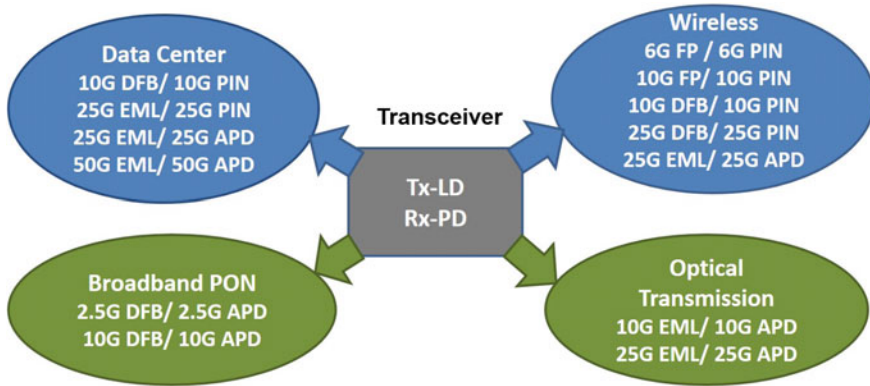 Data Center
10G DFB/ 10G PIN
25G EML/ 25G PIN
25G EML/ 25G APD
50G EML/ 50G APD
Wireless
6G FP / 6G PIN
10G FP/ 10G PIN
10G DFB/ 10G PIN
25G DFB/ 25G PIN
25G EML/ 25G APD
Transceiver
Tx-LD
Rx-PD
Broadband PON
2.5G DFB/ 2.5G APD
10G DFB/ 10G APD
Optical
Transmission
10G EML/ 10G APD
25G EML/ 25G APD